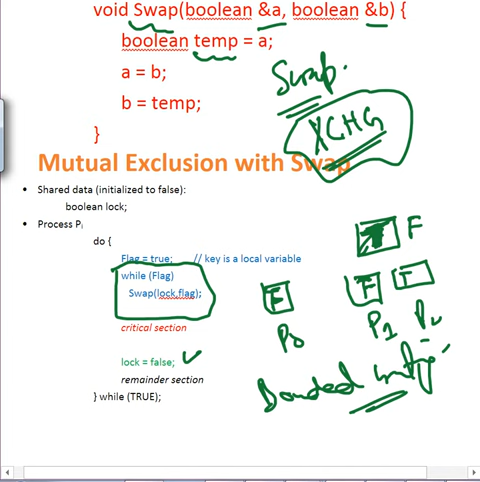 void Swap(boolean &a, boolean &b) {
boolean temp = a;
a = b;
b = temp;
}
Swap.
XCHG
Mutual Exclusion with Swap
• Shared data (initialized to false):
boolean lock;
• Process Pi
do {
Flag = true; // key is a local variable
while (Flag)
Swap(lock,flag);
critical section
lock = false;
remainder section
} while (TRUE);
T F
F F T
P0 P1 P2
Bounded